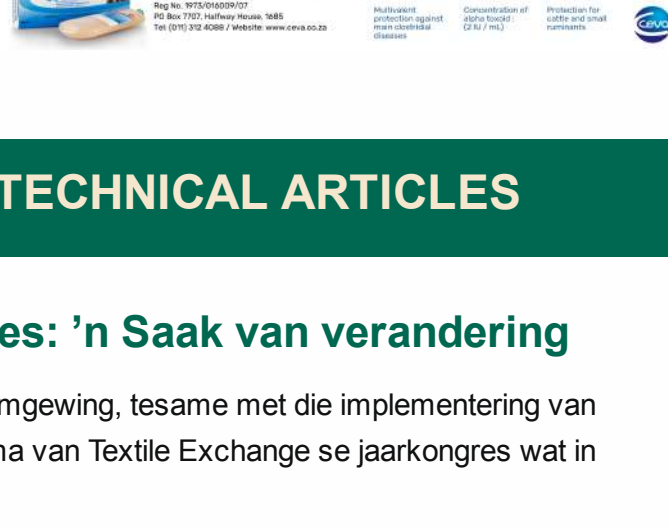 Reg No. 1973/016009/07
PO Box 7707, Halfway House, 1685
Tel: (011) 312 4088 / Website: www.ceva.co.za
Multivalent
protection against
main clostridial
diseases
Concentration of
alpha toxoid :
(2 IU / mL)
Protection for
cattle and small
ruminants
Ceva
TECHNICAL ARTICLES
es: ’n Saak van verandering
mgewing, tesame met die implementering van
na van Textile Exchange se jaarkongres wat in